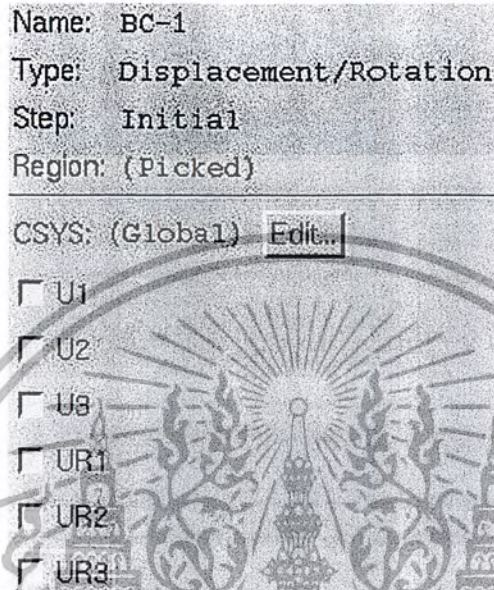 Name: BC-1
Type: Displacement/Rotation
Step: Initial
Region: (Picked)
CSYS: (Global) Edit...
U1
U2
U3
UR1
UR2
UR3